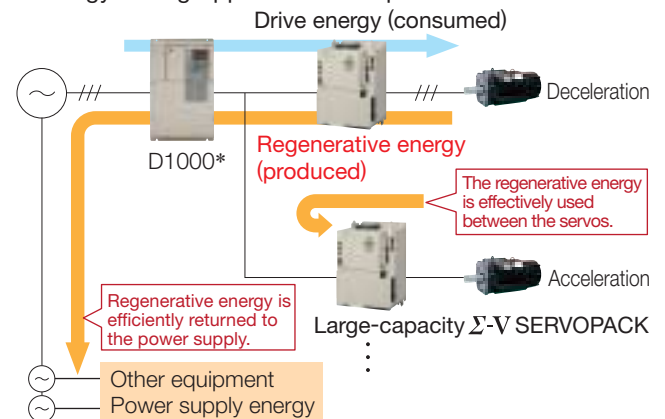 Drive energy (consumed)
Deceleration
D1000*
Regenerative energy
(produced)
The regenerative energy
is effectively used
between the servos.
Acceleration
Regenerative energy is
efficiently returned to
the power supply.
Large-capacity Σ-V SERVOPACK
Other equipment
Power supply energy